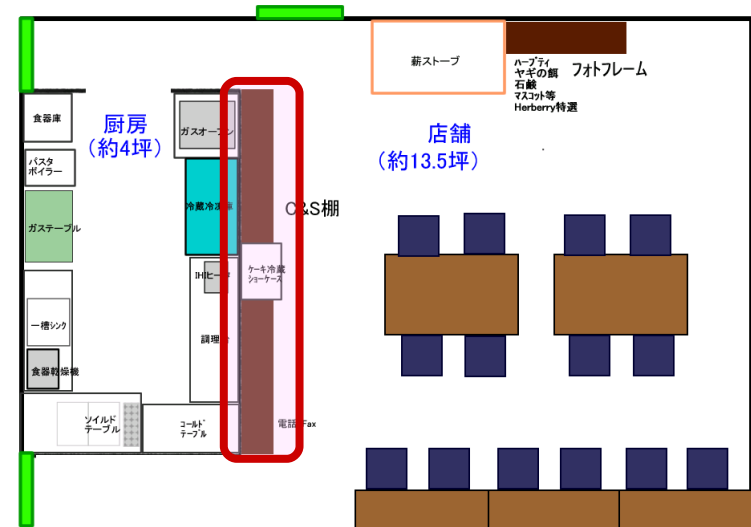 薪ストーブ
ハーブティ
ヤギの餌
石鹸
マスコット等
Herberry特選
フォトフレーム
食器庫
厨房
（約4坪）
ガスオーブン
店舗
（約13.5坪）
パスタ
ボイラー
冷蔵冷凍庫
C&S棚
ガステーブル
IHヒータ
ケーキ冷蔵
ショーケース
一槽シンク
調理台
食器乾燥機
ソイルド
テーブル
コールド
テーブル
電話/Fax